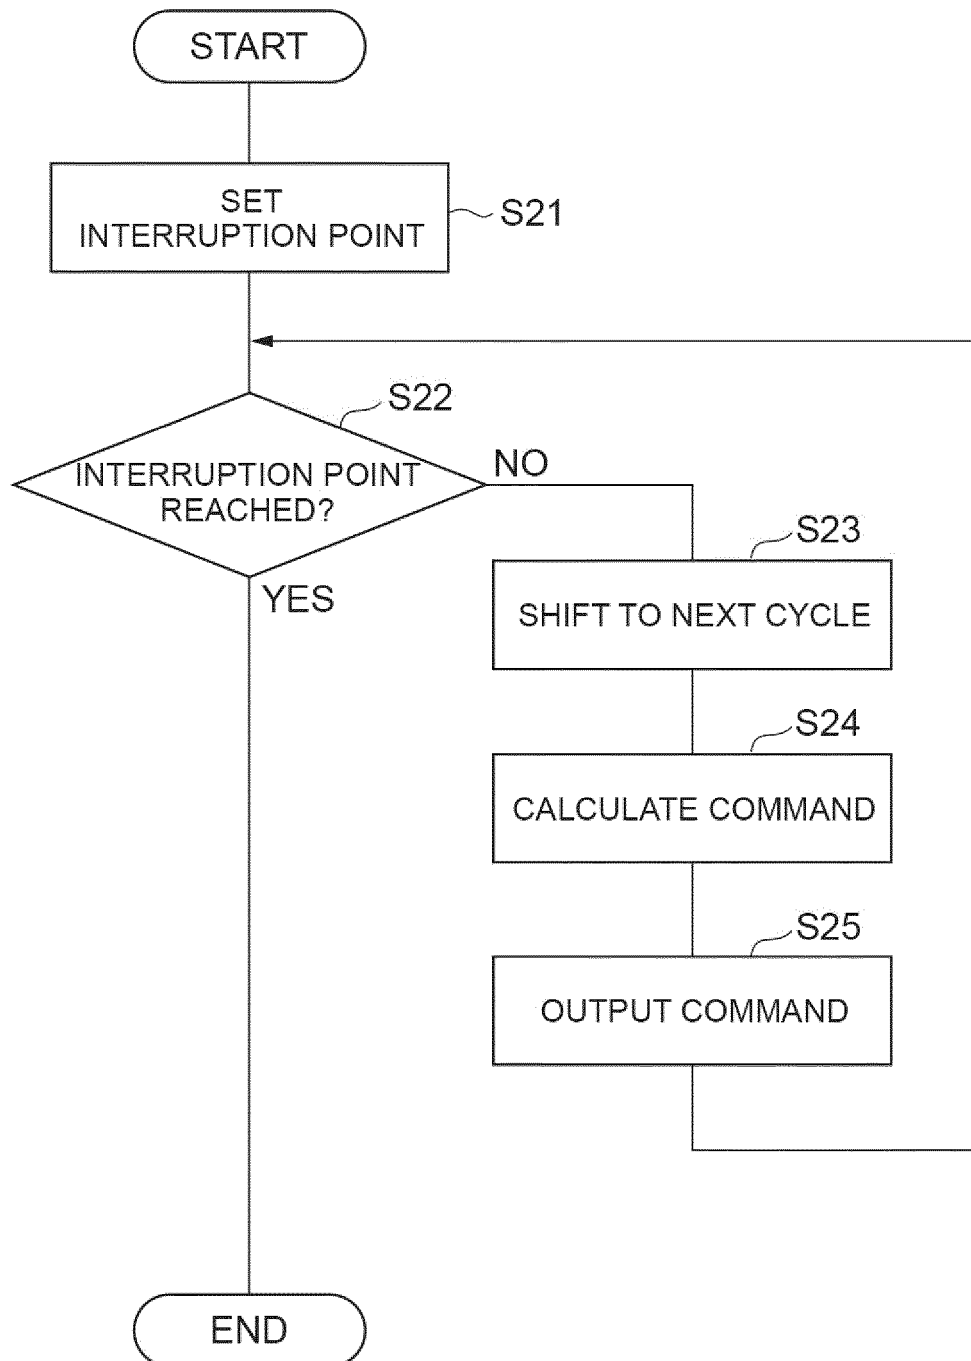 START
SET
INTERRUPTION POINT
S21
S22
INTERRUPTION POINT
REACHED?
NO
YES
S23
SHIFT TO NEXT CYCLE
S24
CALCULATE COMMAND
S25
OUTPUT COMMAND
END